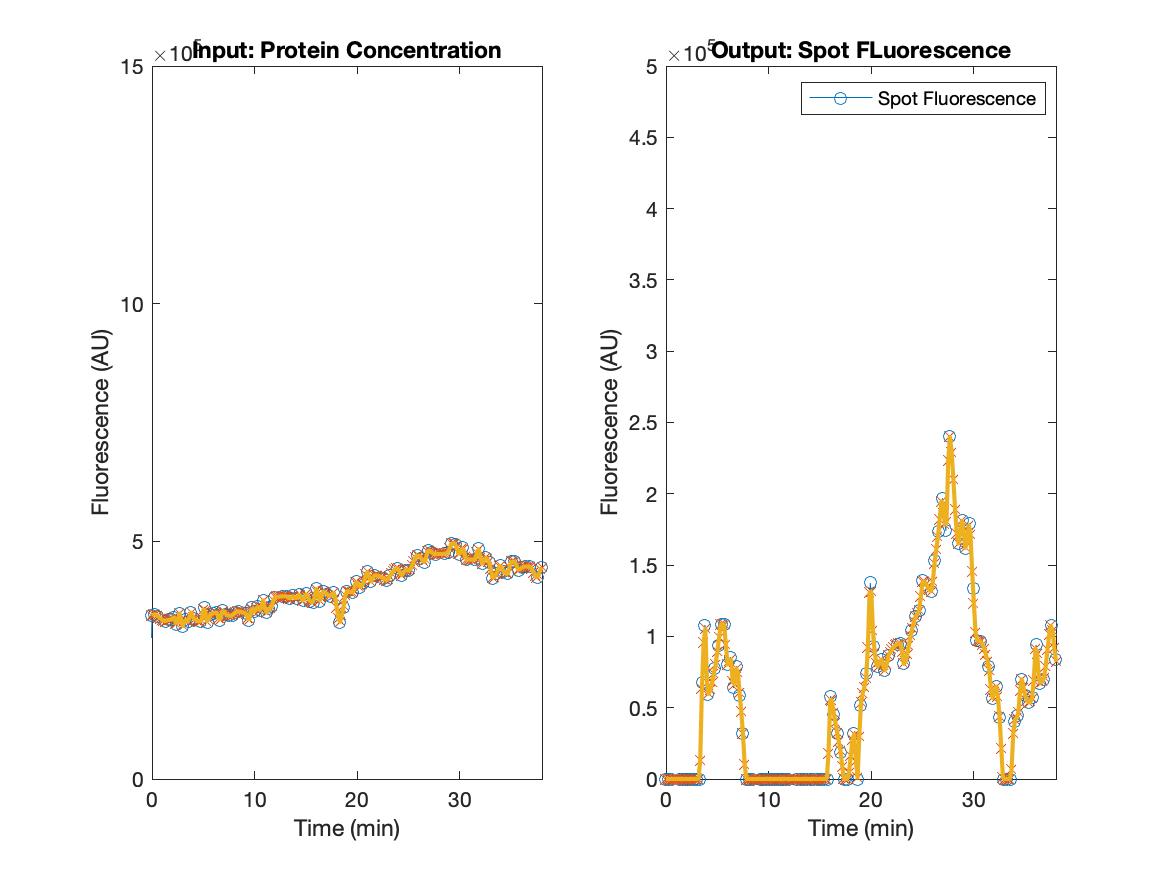 ×10⁵
Input: Protein Concentration
15
10
5
0
Fluorescence (AU)
0 10 20 30
Time (min)
×10⁵
Output: Spot FLuorescence
Spot Fluorescence
5
4.5
4
3.5
3
2.5
2
1.5
1
0.5
0
Fluorescence (AU)
0 10 20 30
Time (min)